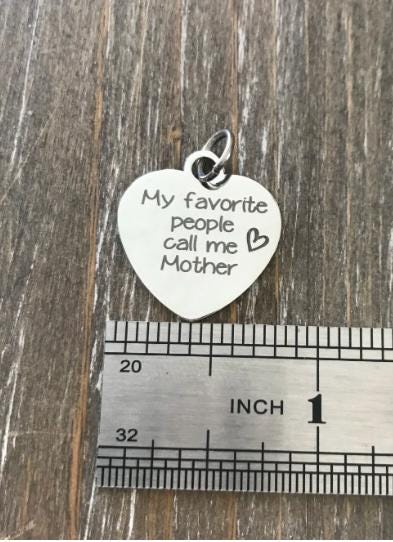 My favorite
people
call me
Mother
20
INCH 1
32